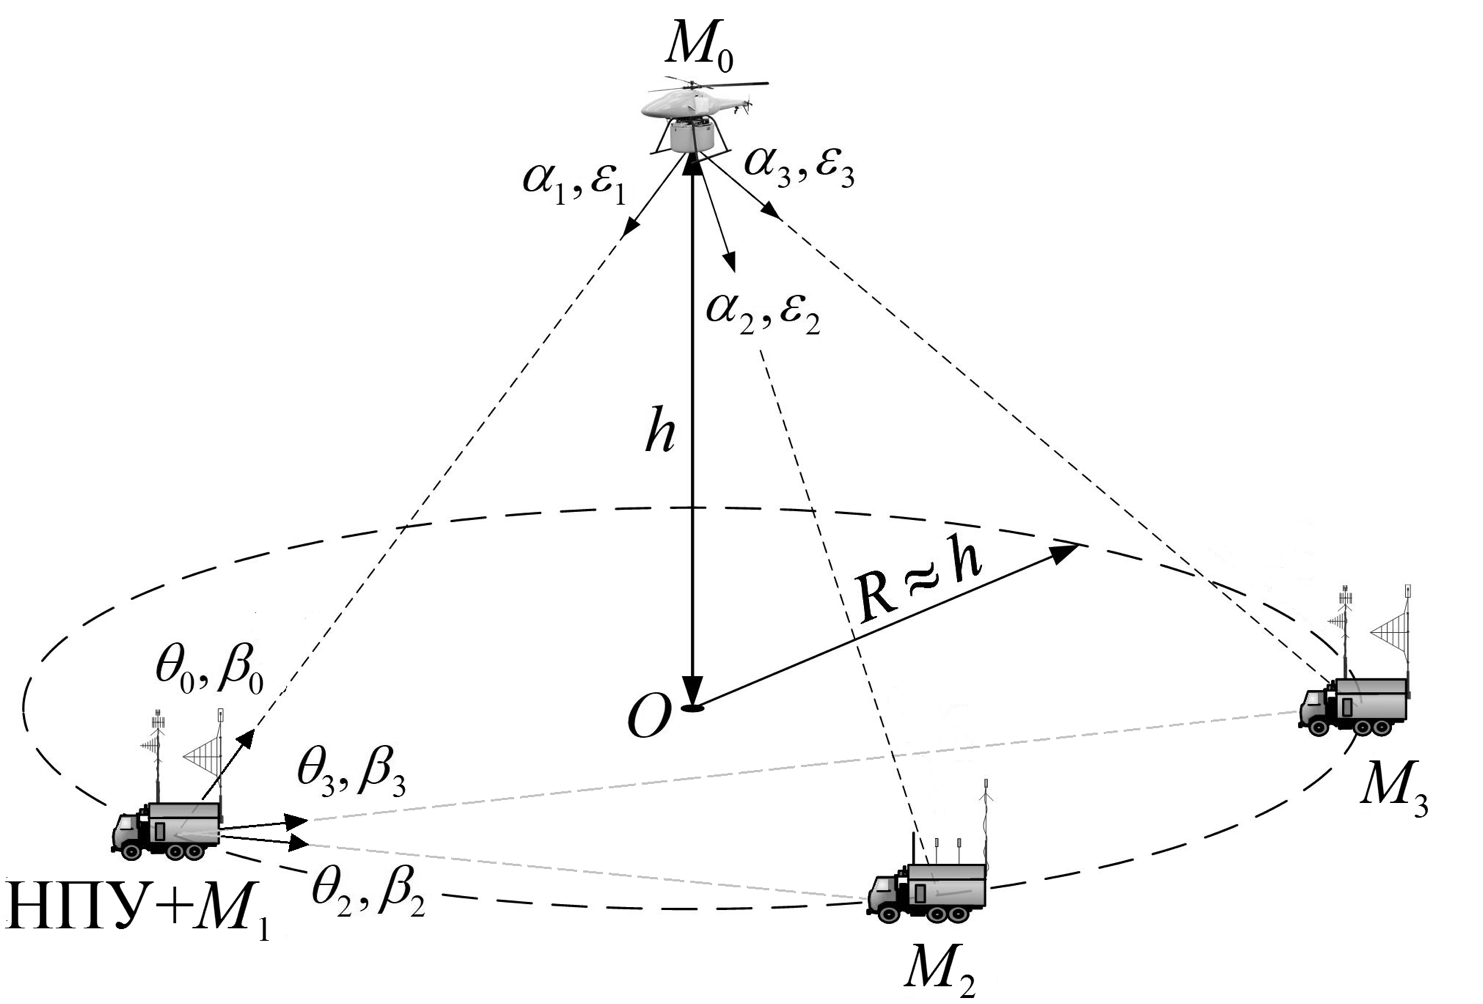 M₀
α₁, ε₁
α₃, ε₃
α₂, ε₂
h
R ≈ h
θ₀, β₀
O
θ₃, β₃
M₃
θ₂, β₂
НПУ+M₁
M₂